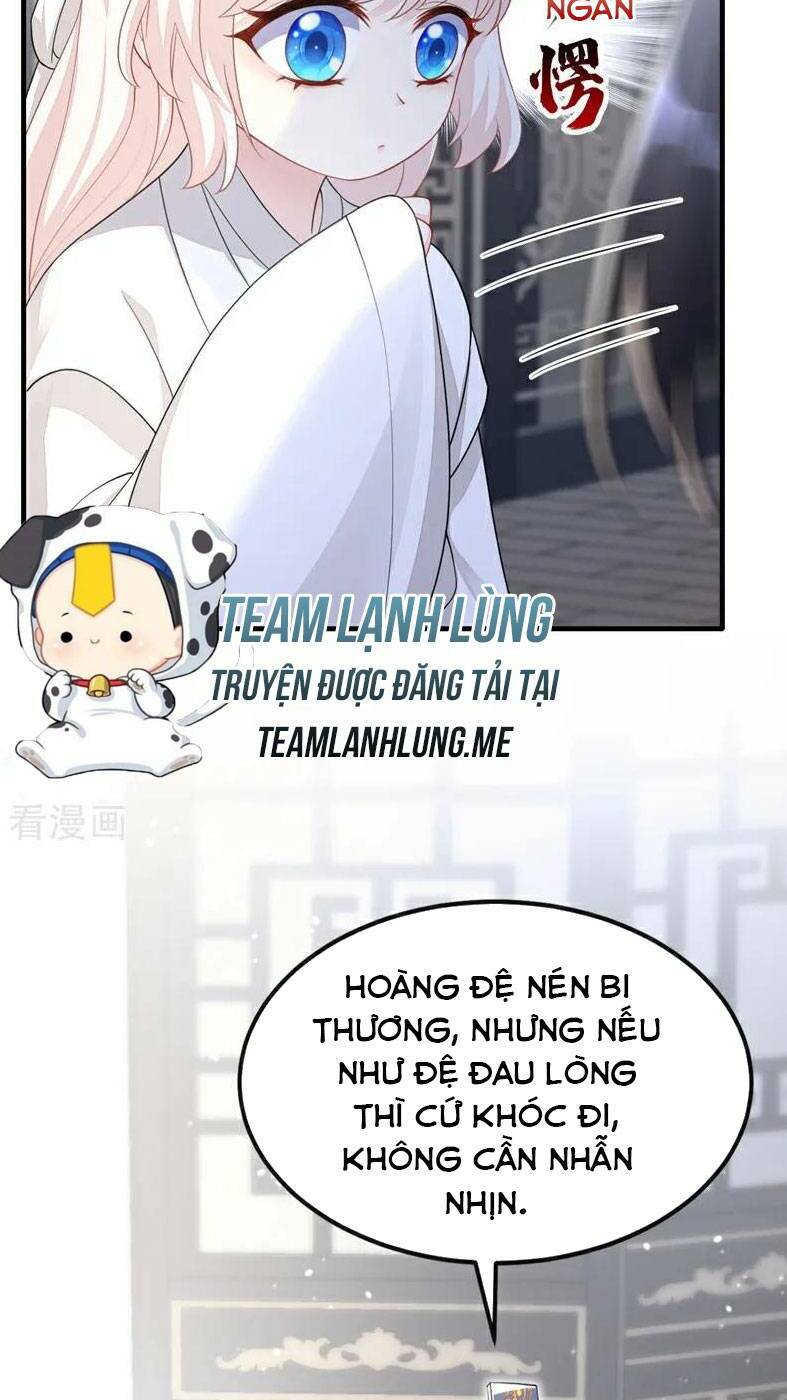 NGẨN
愣
TEAM LẠNH LÙNG
TRUYỆN ĐƯỢC ĐĂNG TẢI TẠI
TEAMLANHLUNG.ME
看漫画
HOÀNG ĐỆ NÉN BI
THƯƠNG, NHƯNG NẾU
NHƯ ĐỆ ĐAU LÒNG
THÌ CỨ KHÓC ĐI,
KHÔNG CẦN NHẪN
NHỊN.